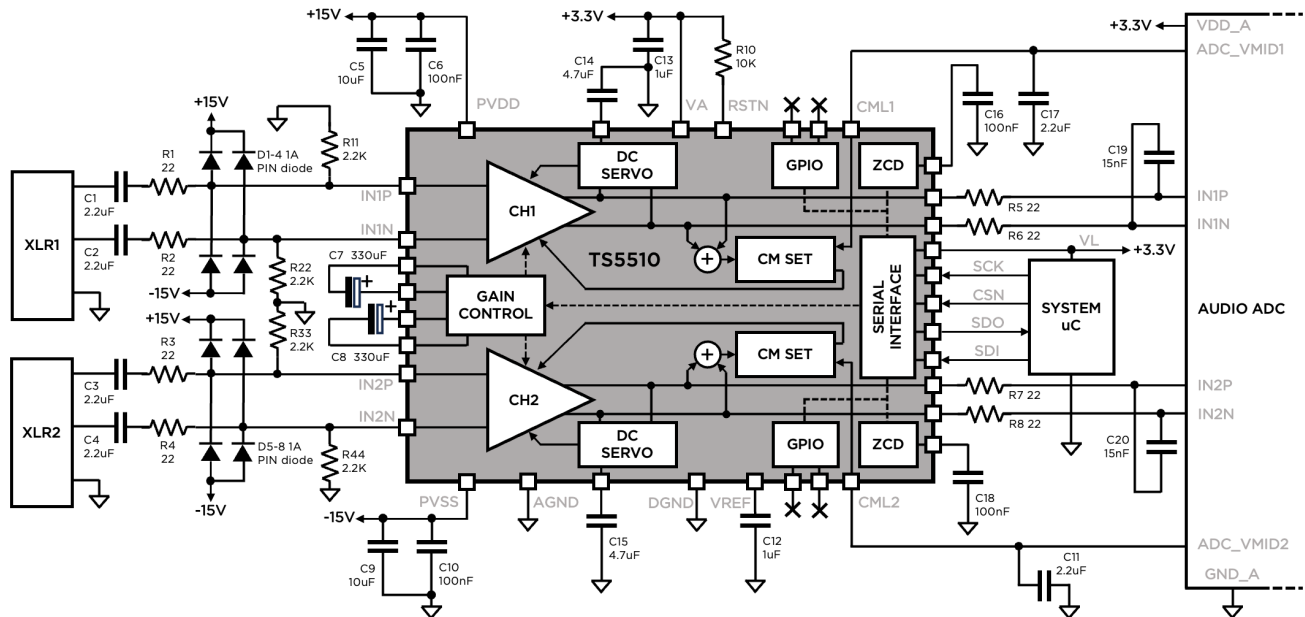 +15V
C5
10uF
C6
100nF
PVDD
+3.3V
C14
4.7uF
C13
1uF
R10
10K
VA
RSTN
CML1
C16
100nF
C17
2.2uF
+3.3V
VDD_A
ADC_VMID1
+15V
R1
22
D1-4 1A
PIN diode
R11
2.2K
IN1P
DC
SERVO
GPIO
ZCD
C19
15nF
R5 22
IN1P
XLR1
C1
2.2uF
C2
2.2uF
R2
22
IN1N
CH1
+
CM SET
TS5510
R6 22
IN1N
-15V
R22
2.2K
C7 330uF
+
+
C8 330uF
GAIN
CONTROL
SERIAL
INTERFACE
VL
+3.3V
SCK
CSN
SDO
SDI
SYSTEM
uC
AUDIO ADC
+15V
R3
22
R33
2.2K
XLR2
C3
2.2uF
C4
2.2uF
R4
22
IN2P
IN2N
CH2
+
CM SET
R7 22
R8 22
IN2P
IN2N
D5-8 1A
PIN diode
R44
2.2K
DC
SERVO
GPIO
ZCD
C20
15nF
-15V
-15V
PVSS
AGND
DGND
VREF
CML2
C18
100nF
C9
10uF
C10
100nF
C15
4.7uF
C12
1uF
C11
2.2uF
ADC_VMID2
GND_A